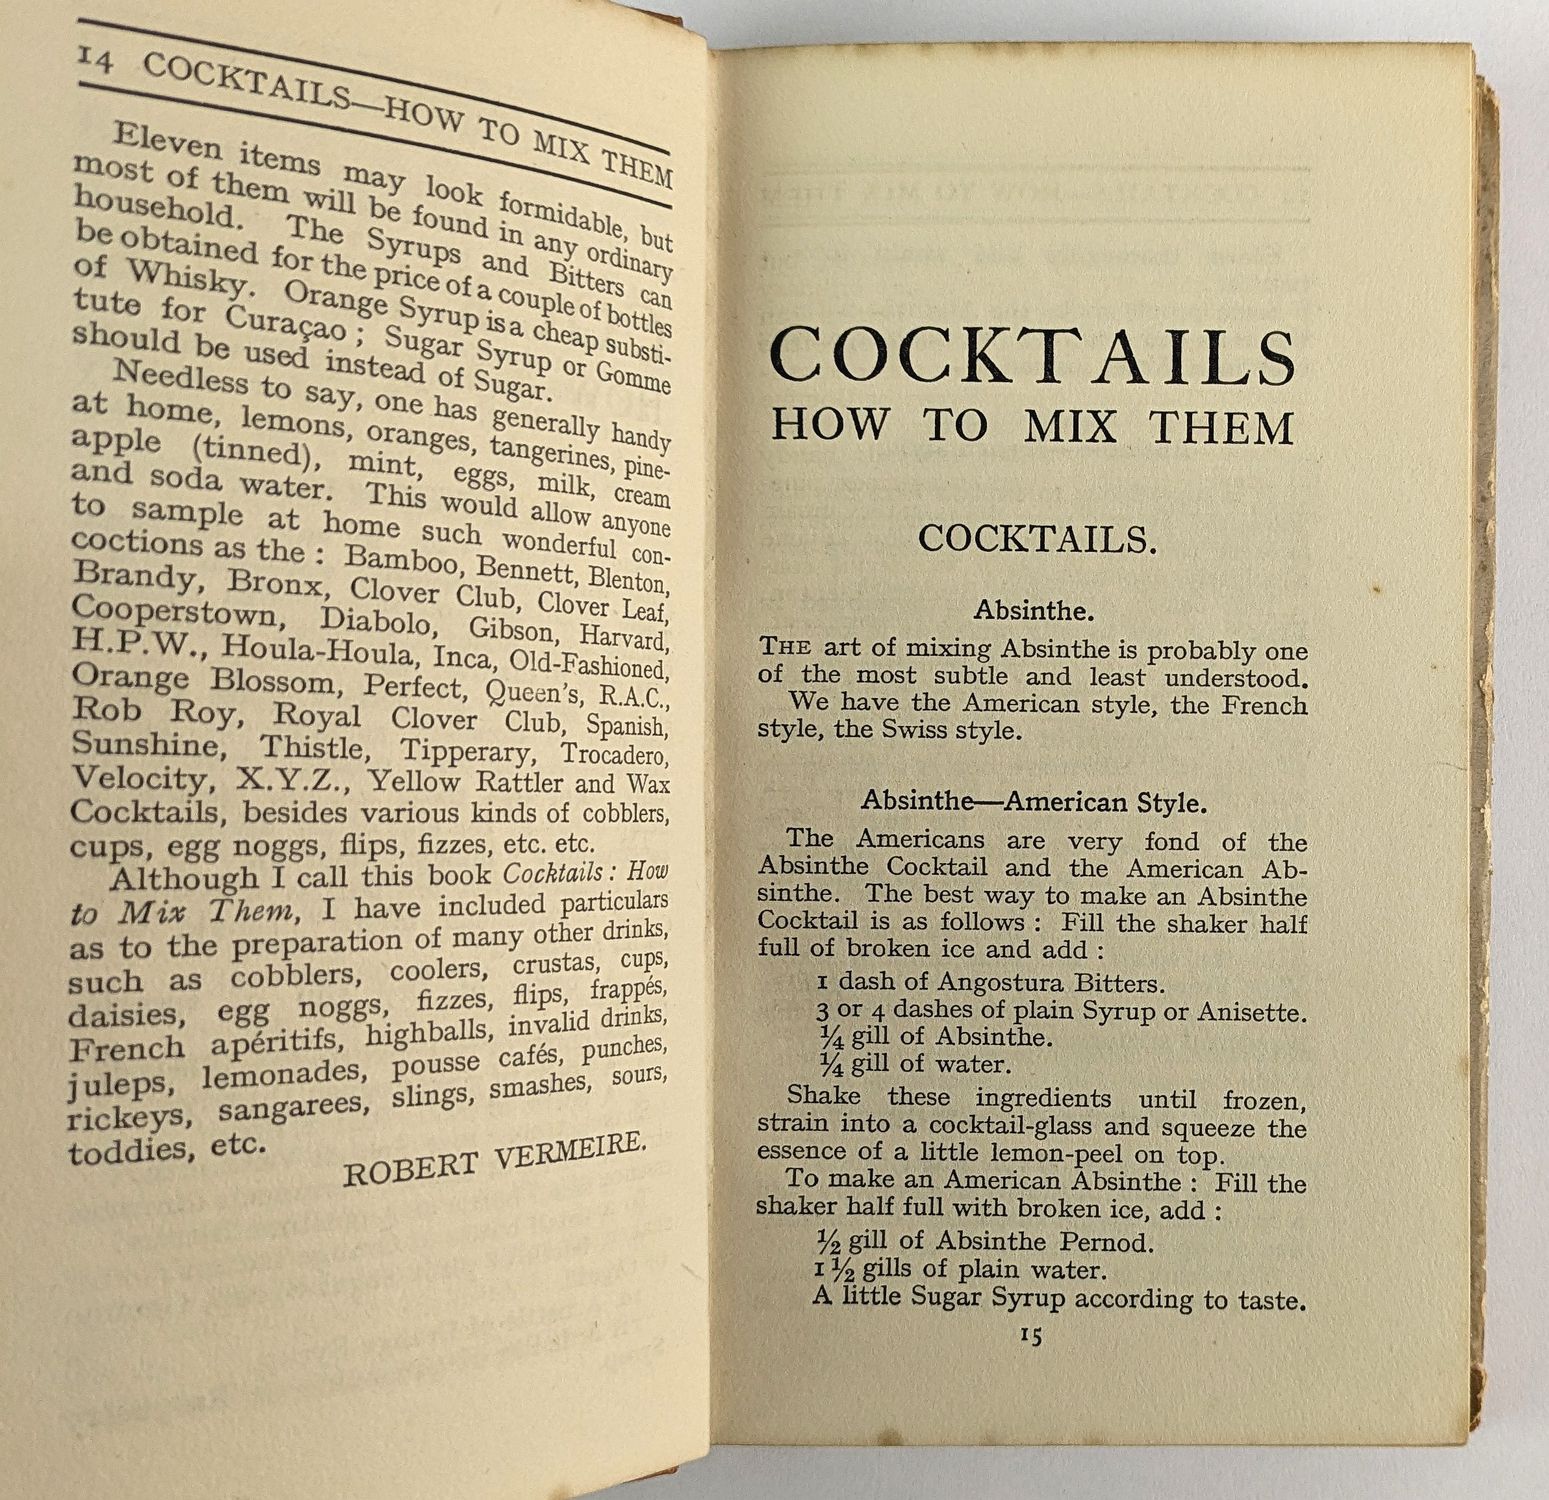 14 COCKTAILS—HOW TO MIX THEM
Eleven items may look formidable, but
most of them will be found in any ordinary
household. The Syrups and Bitters can
be obtained for the price of a couple of bottles
of Whisky. Orange Syrup is a cheap substi-
tute for Curaçao ; Sugar Syrup or Gomme
should be used instead of Sugar.
Needless to say, one has generally handy
at home, lemons, oranges, tangerines, pine-
apple (tinned), mint, eggs, milk, cream
and soda water. This would allow anyone
to sample at home such wonderful con-
coctions as the : Bamboo, Bennett, Blenton,
Brandy, Bronx, Clover Club, Clover Leaf,
Cooperstown, Diabolo, Gibson, Harvard,
H.P.W., Houla-Houla, Inca, Old-Fashioned,
Orange Blossom, Perfect, Queen's, R.A.C.,
Rob Roy, Royal Clover Club, Spanish,
Sunshine, Thistle, Tipperary, Trocadero,
Velocity, X.Y.Z., Yellow Rattler and Wax
Cocktails, besides various kinds of cobblers,
cups, egg noggs, flips, fizzes, etc. etc.
Although I call this book Cocktails : How
to Mix Them, I have included particulars
as to the preparation of many other drinks,
such as cobblers, coolers, crustas, cups,
daisies, egg noggs, fizzes, flips, frappés,
French apéritifs, highballs, invalid drinks,
juleps, lemonades, pousse cafés, punches,
rickeys, sangarees, slings, smashes, sours,
toddies, etc.
ROBERT VERMEIRE.
COCKTAILS
HOW TO MIX THEM
COCKTAILS.
Absinthe.
THE art of mixing Absinthe is probably one
of the most subtle and least understood.
We have the American style, the French
style, the Swiss style.
Absinthe—American Style.
The Americans are very fond of the
Absinthe Cocktail and the American Ab-
sinthe. The best way to make an Absinthe
Cocktail is as follows : Fill the shaker half
full of broken ice and add :
1 dash of Angostura Bitters.
3 or 4 dashes of plain Syrup or Anisette.
¼ gill of Absinthe.
¼ gill of water.
Shake these ingredients until frozen,
strain into a cocktail-glass and squeeze the
essence of a little lemon-peel on top.
To make an American Absinthe : Fill the
shaker half full with broken ice, add :
½ gill of Absinthe Pernod.
1½ gills of plain water.
A little Sugar Syrup according to taste.
15